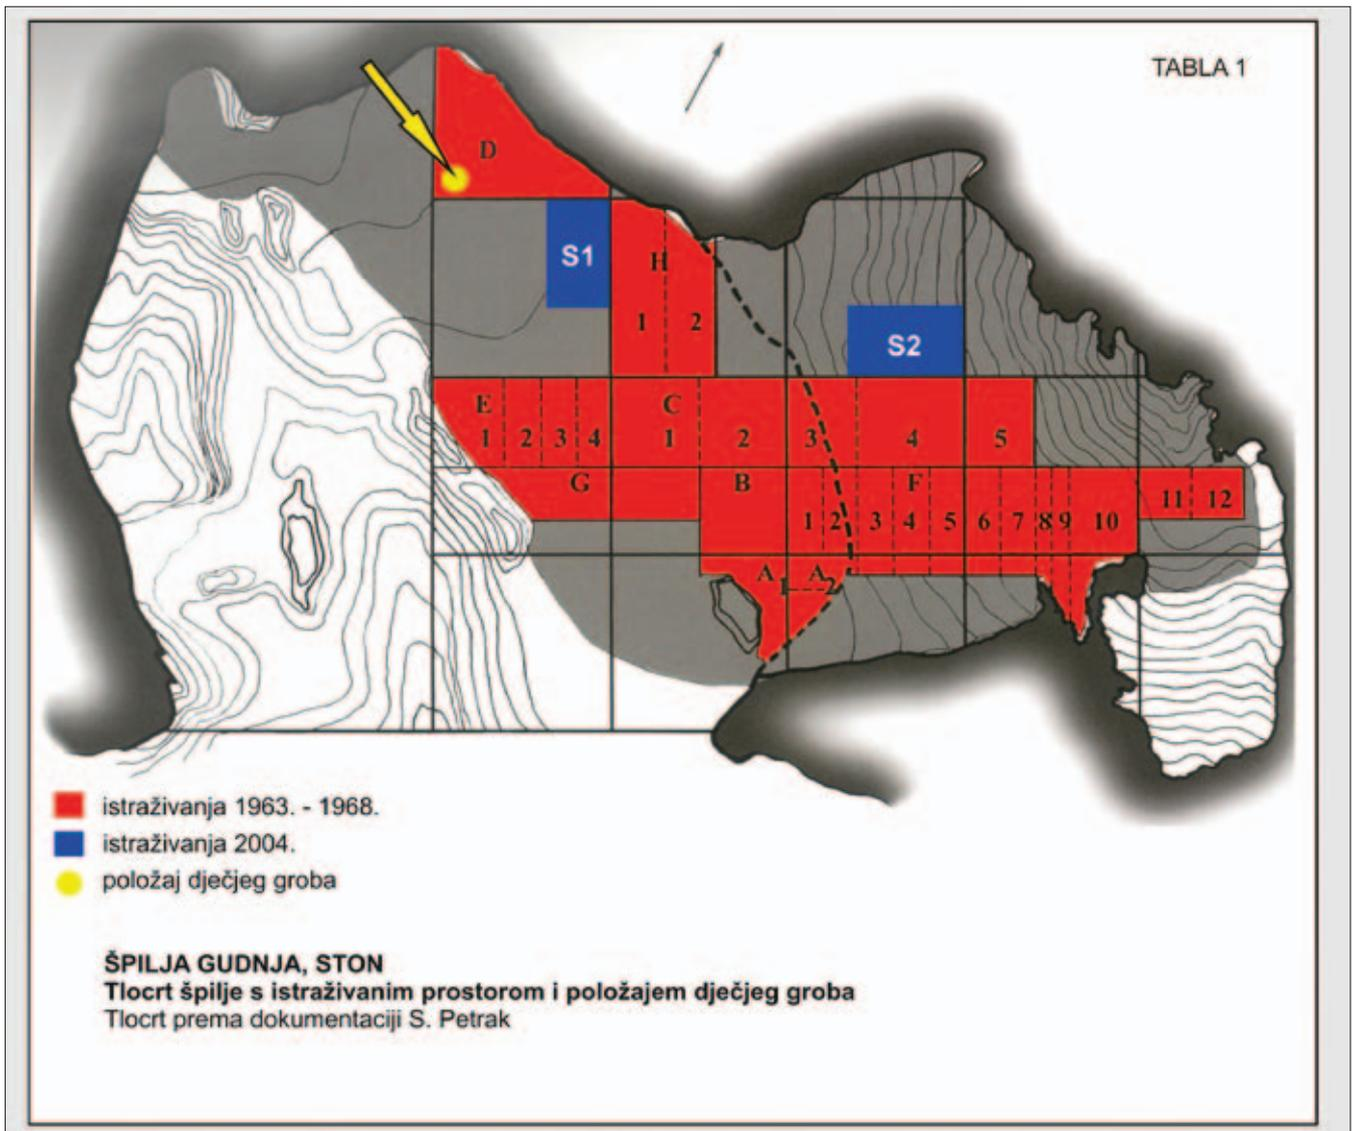 TABLA 1
D
S1
H
1 2
S2
E C
1 2 3 4 1 2 3 4 5
G B F
1 2 3 4 5 6 7 8 9 10 11 12
A 1 A 2
istraživanja 1963. - 1968.
istraživanja 2004.
položaj dječjeg groba
ŠPILJA GUDNJA, STON
Tlocrt špilje s istraživanim prostorom i položajem dječjeg groba
Tlocrt prema dokumentaciji S. Petrak